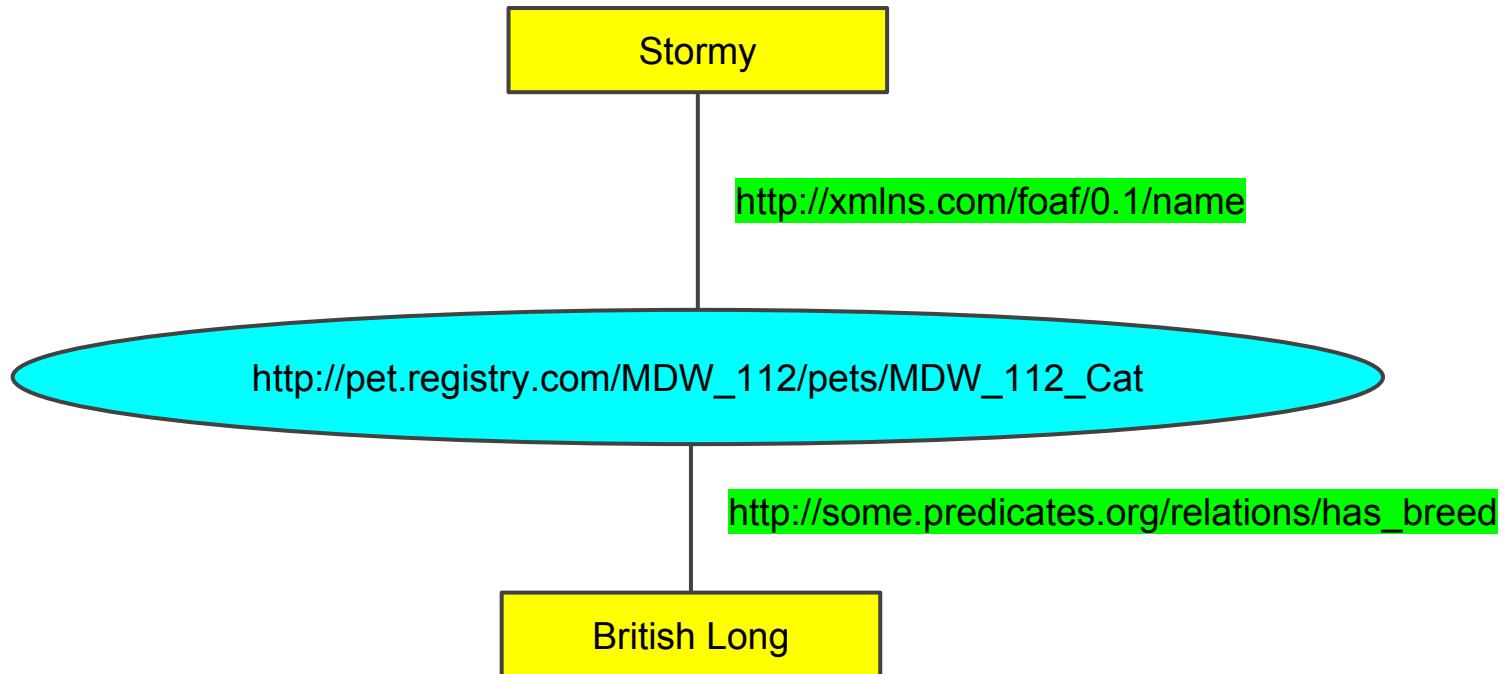 Stormy
http://xmlns.com/foaf/0.1/name
http://pet.registry.com/MDW_112/pets/MDW_112_Cat
http://some.predicates.org/relations/has_breed
British Long